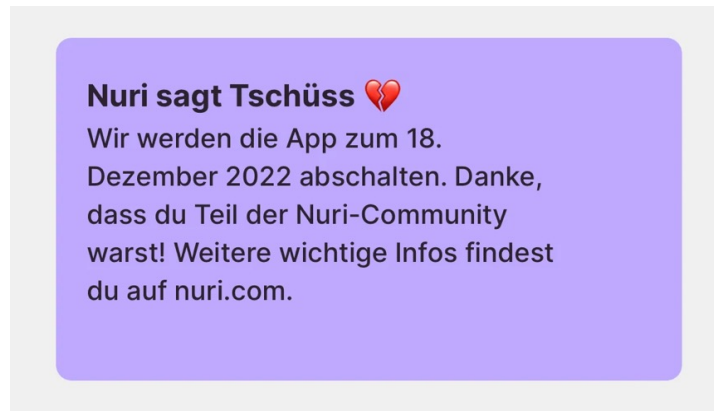 Nuri sagt Tschüss 💔
Wir werden die App zum 18.
Dezember 2022 abschalten. Danke,
dass du Teil der Nuri-Community
warst! Weitere wichtige Infos findest
du auf nuri.com.